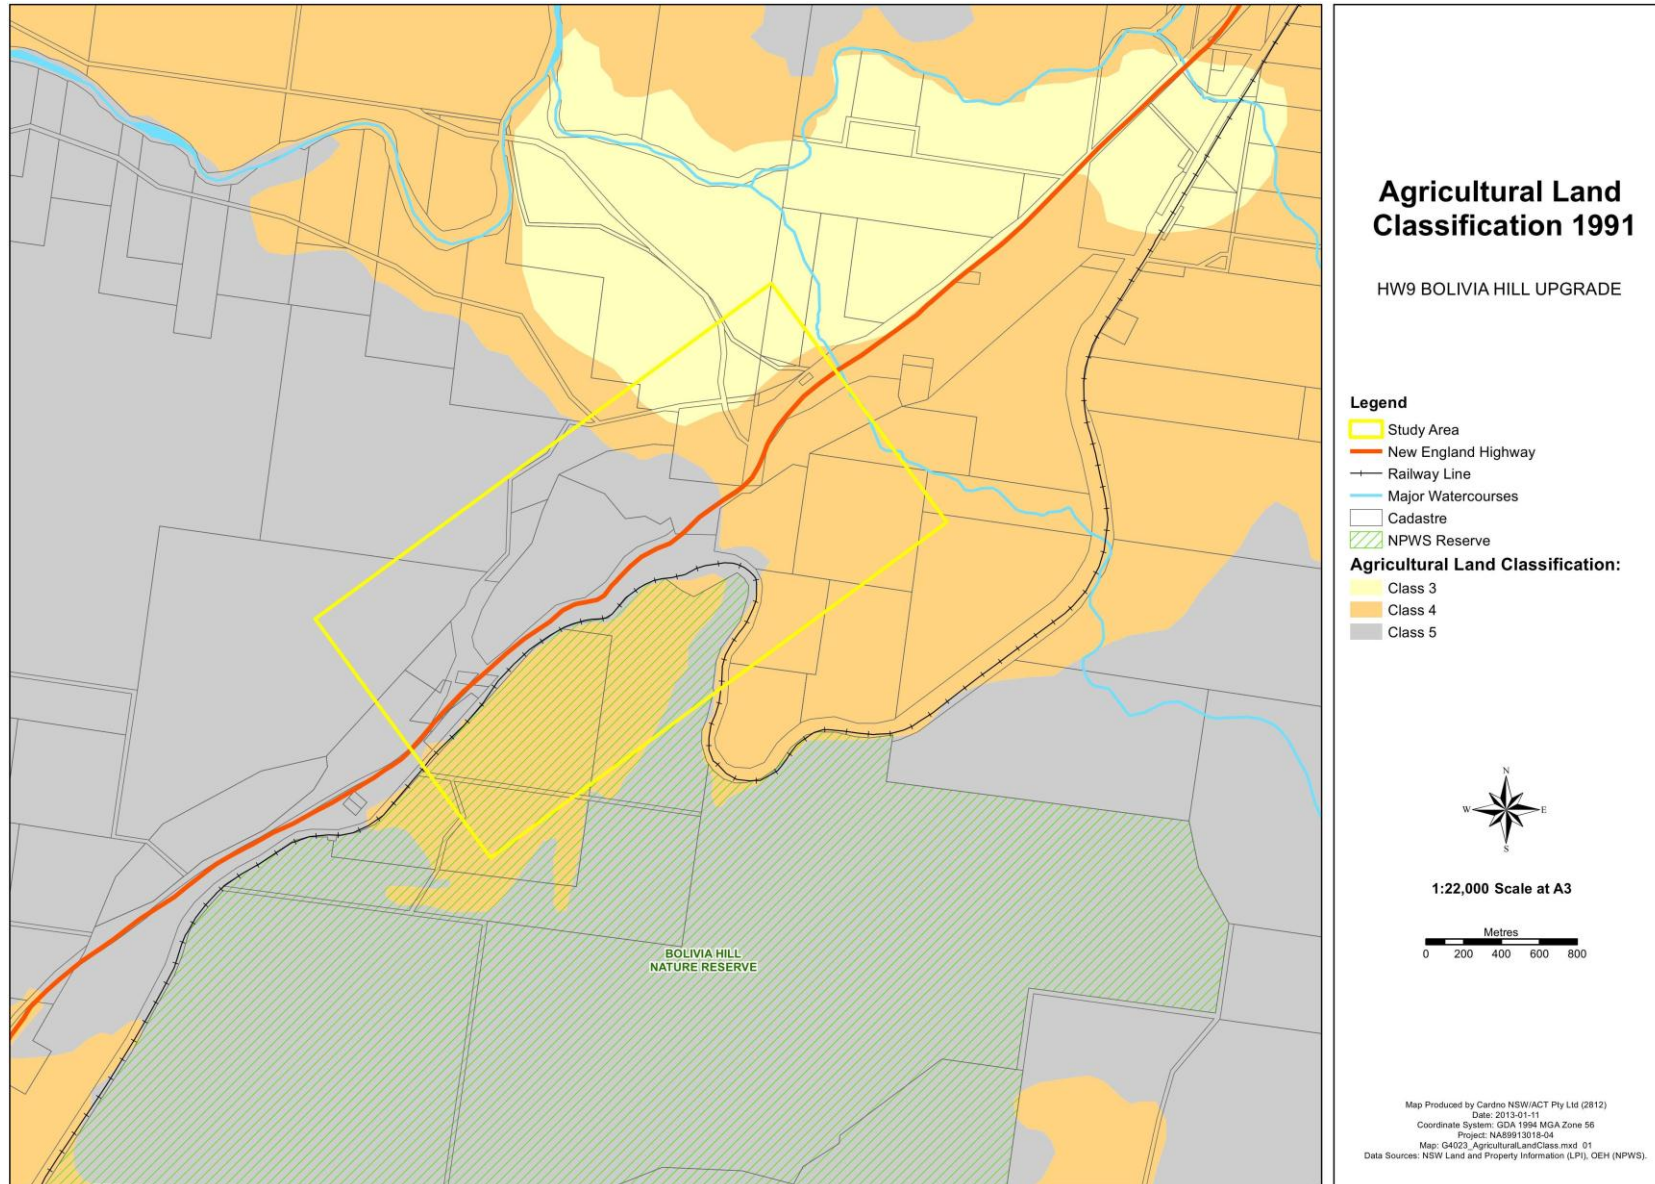 Agricultural Land
Classification 1991
HW9 BOLIVIA HILL UPGRADE
Legend
Study Area
New England Highway
Railway Line
Major Watercourses
Cadastre
NPWS Reserve
Agricultural Land Classification:
Class 3
Class 4
Class 5
BOLIVIA HILL
NATURE RESERVE
N
W E
S
1:22,000 Scale at A3
Metres
0 200 400 600 800
Map Produced by Cardno NSW/ACT Pty Ltd (2812)
Date: 2013-01-11
Coordinate System: GDA 1994 MGA Zone 56
Project: NA89913018-04
Map: G4023_AgriculturalLandClass.mxd 01
Data Sources: NSW Land and Property Information (LPI), OEH (NPWS).